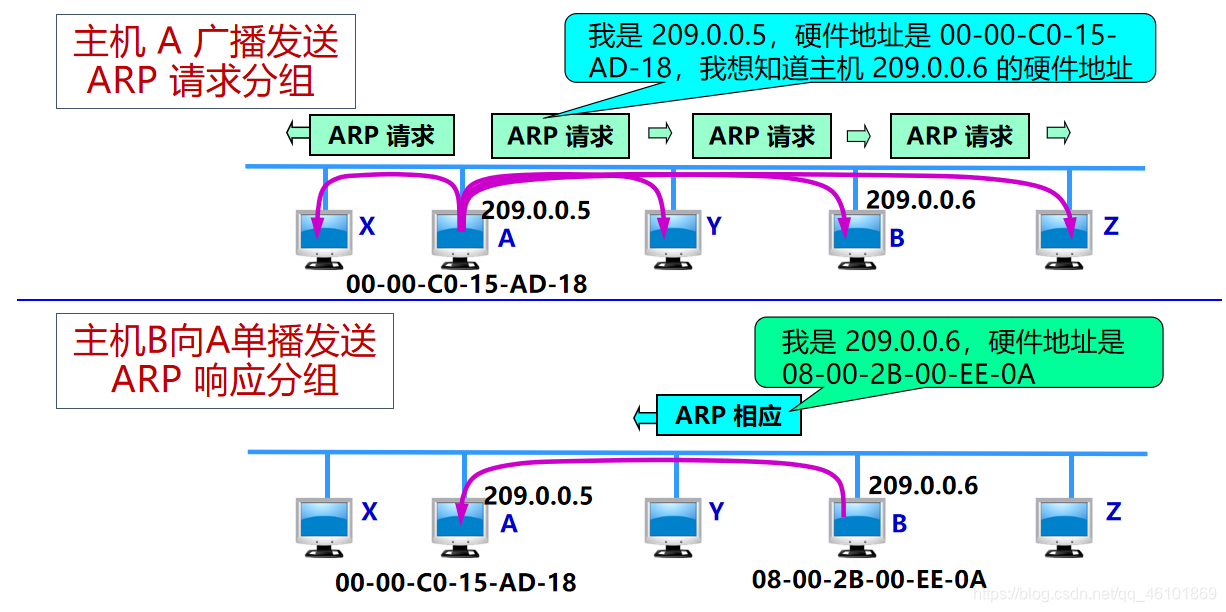 主机 A 广播发送
ARP 请求分组
我是 209.0.0.5，硬件地址是 00-00-C0-15-
AD-18，我想知道主机 209.0.0.6 的硬件地址
ARP 请求
ARP 请求
ARP 请求
ARP 请求
X
209.0.0.5
A
Y
209.0.0.6
B
Z
00-00-C0-15-AD-18
主机B向A单播发送
ARP 响应分组
我是 209.0.0.6，硬件地址是
08-00-2B-00-EE-0A
ARP 相应
X
209.0.0.5
A
Y
209.0.0.6
B
Z
00-00-C0-15-AD-18
08-00-2B-00-EE-0A
https://blog.csdn.net/qq_46101869